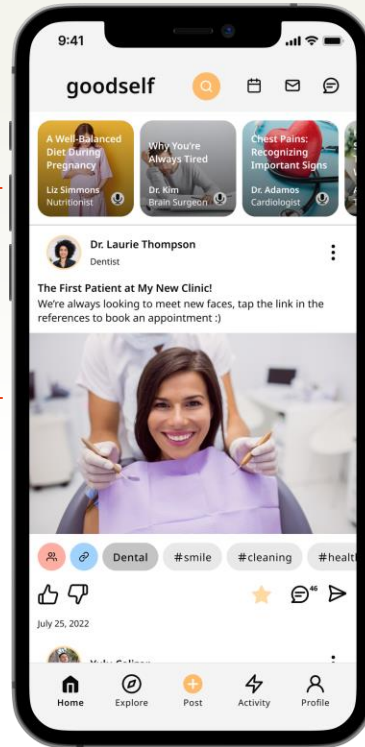 9:41
goodself
A Well-Balanced
Diet During
Pregnancy
Liz Simmons
Nutritionist
Why You're
Always Tired
Dr. Kim
Brain Surgeon
Chest Pains:
Recognizing
Important Signs
Dr. Adamos
Cardiologist
Dr. Laurie Thompson
Dentist
The First Patient at My New Clinic!
We're always looking to meet new faces, tap the link in the
references to book an appointment :)
Dental #smile #cleaning #healt
46
July 25, 2022
Home Explore Post Activity Profile